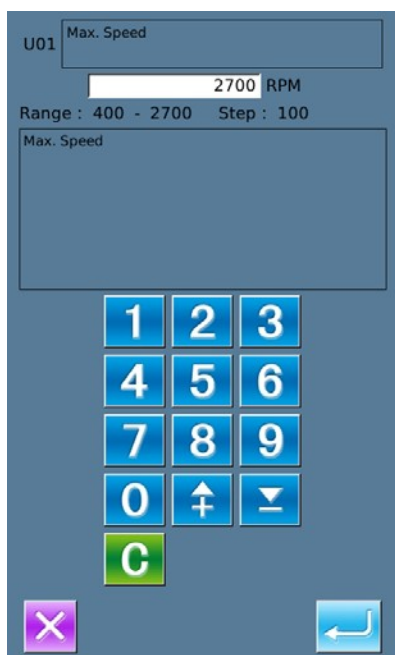 U01 Max. Speed
2700 RPM
Range : 400 - 2700 Step : 100
Max. Speed
1 2 3
4 5 6
7 8 9
0
C